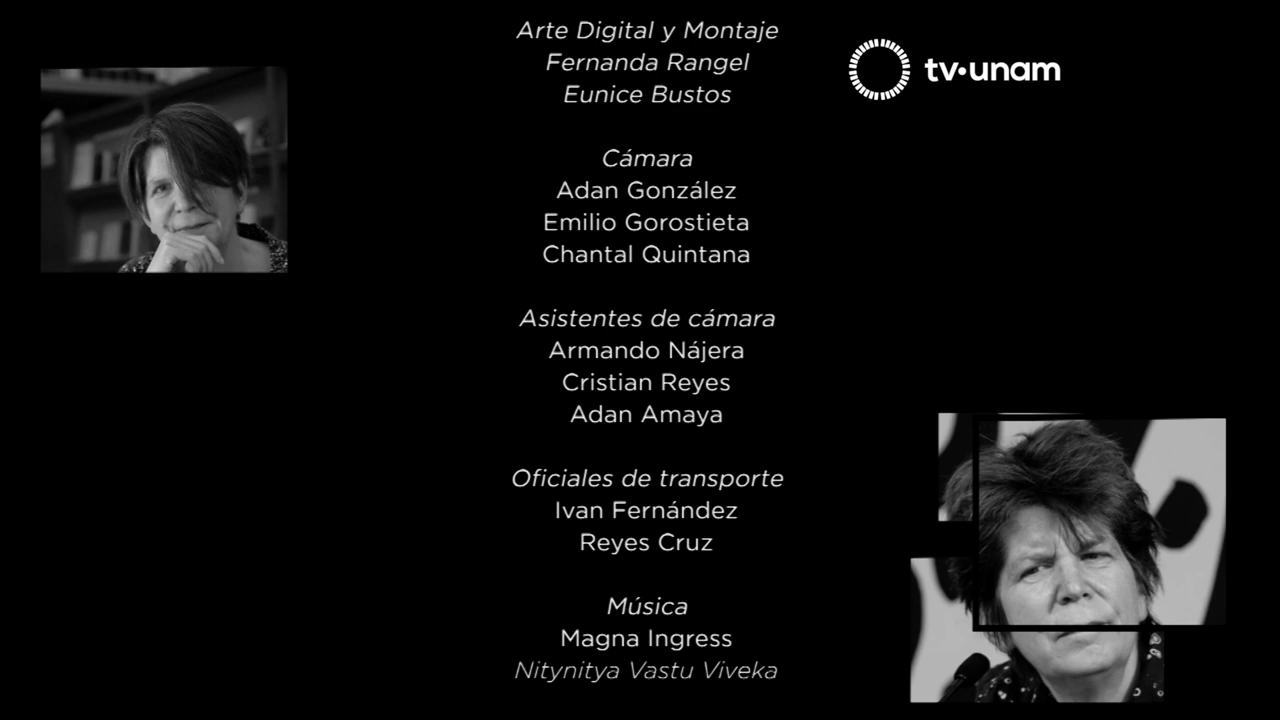 Arte Digital y Montaje
Fernanda Rangel
Eunice Bustos
tv·unam
Cámara
Adan González
Emilio Gorostieta
Chantal Quintana
Asistentes de cámara
Armando Nájera
Cristian Reyes
Adan Amaya
Oficiales de transporte
Ivan Fernández
Reyes Cruz
Música
Magna Ingress
Nitynitya Vastu Viveka